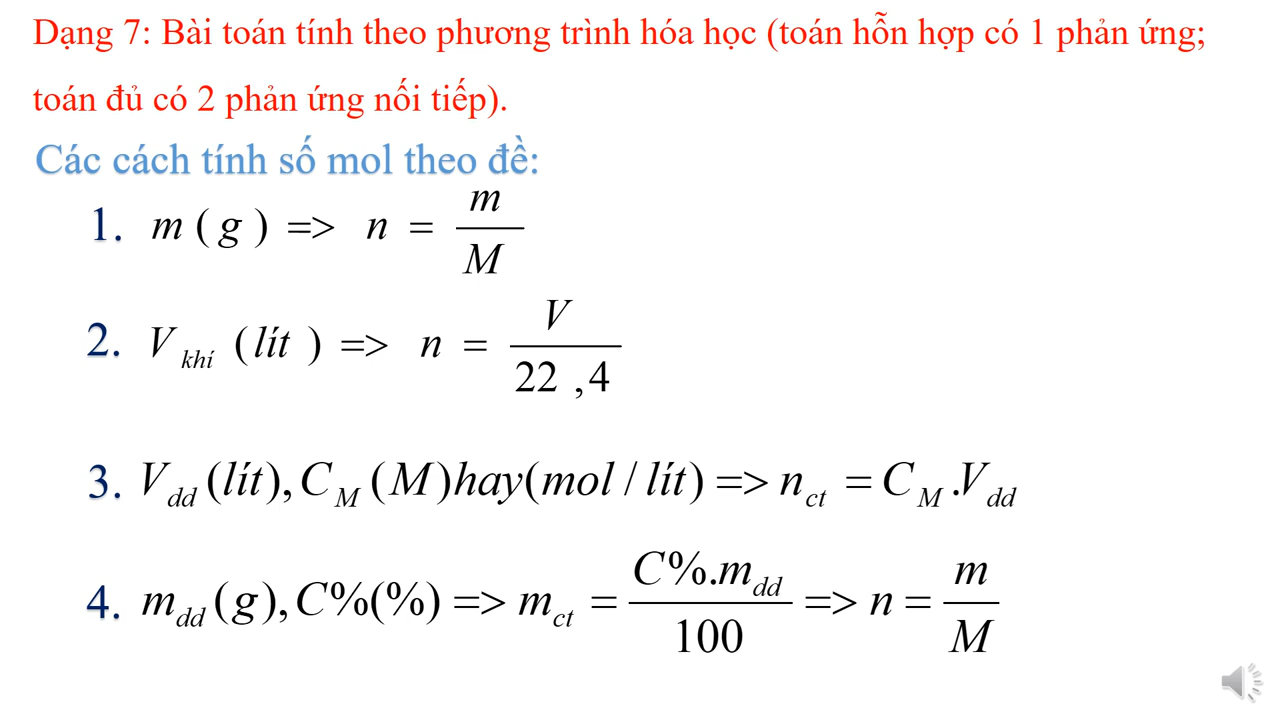 Dạng 7: Bài toán tính theo phương trình hóa học (toán hỗn hợp có 1 phản ứng;
toán đủ có 2 phản ứng nối tiếp).
Các cách tính số mol theo đề:
1. m ( g ) => n = m / M
2. V khí (lít ) => n = V / 22 ,4
3. V dd (lít), C M (M)hay(mol / lít) => n ct = C M .V dd
4. m dd (g), C%(%) => m ct = C%.m dd / 100 => n = m / M